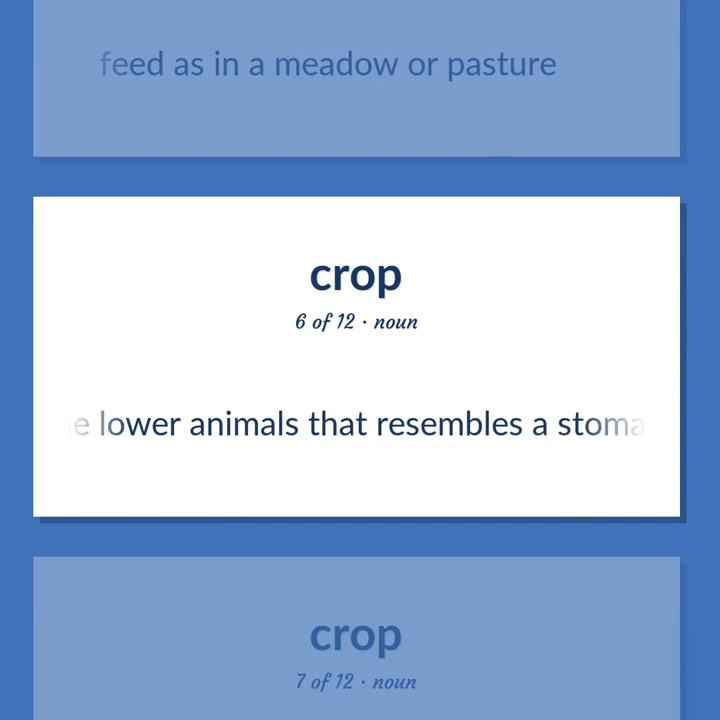 feed as in a meadow or pasture
crop
6 of 12 · noun
lower animals that resembles a
crop
7 of 12 · noun